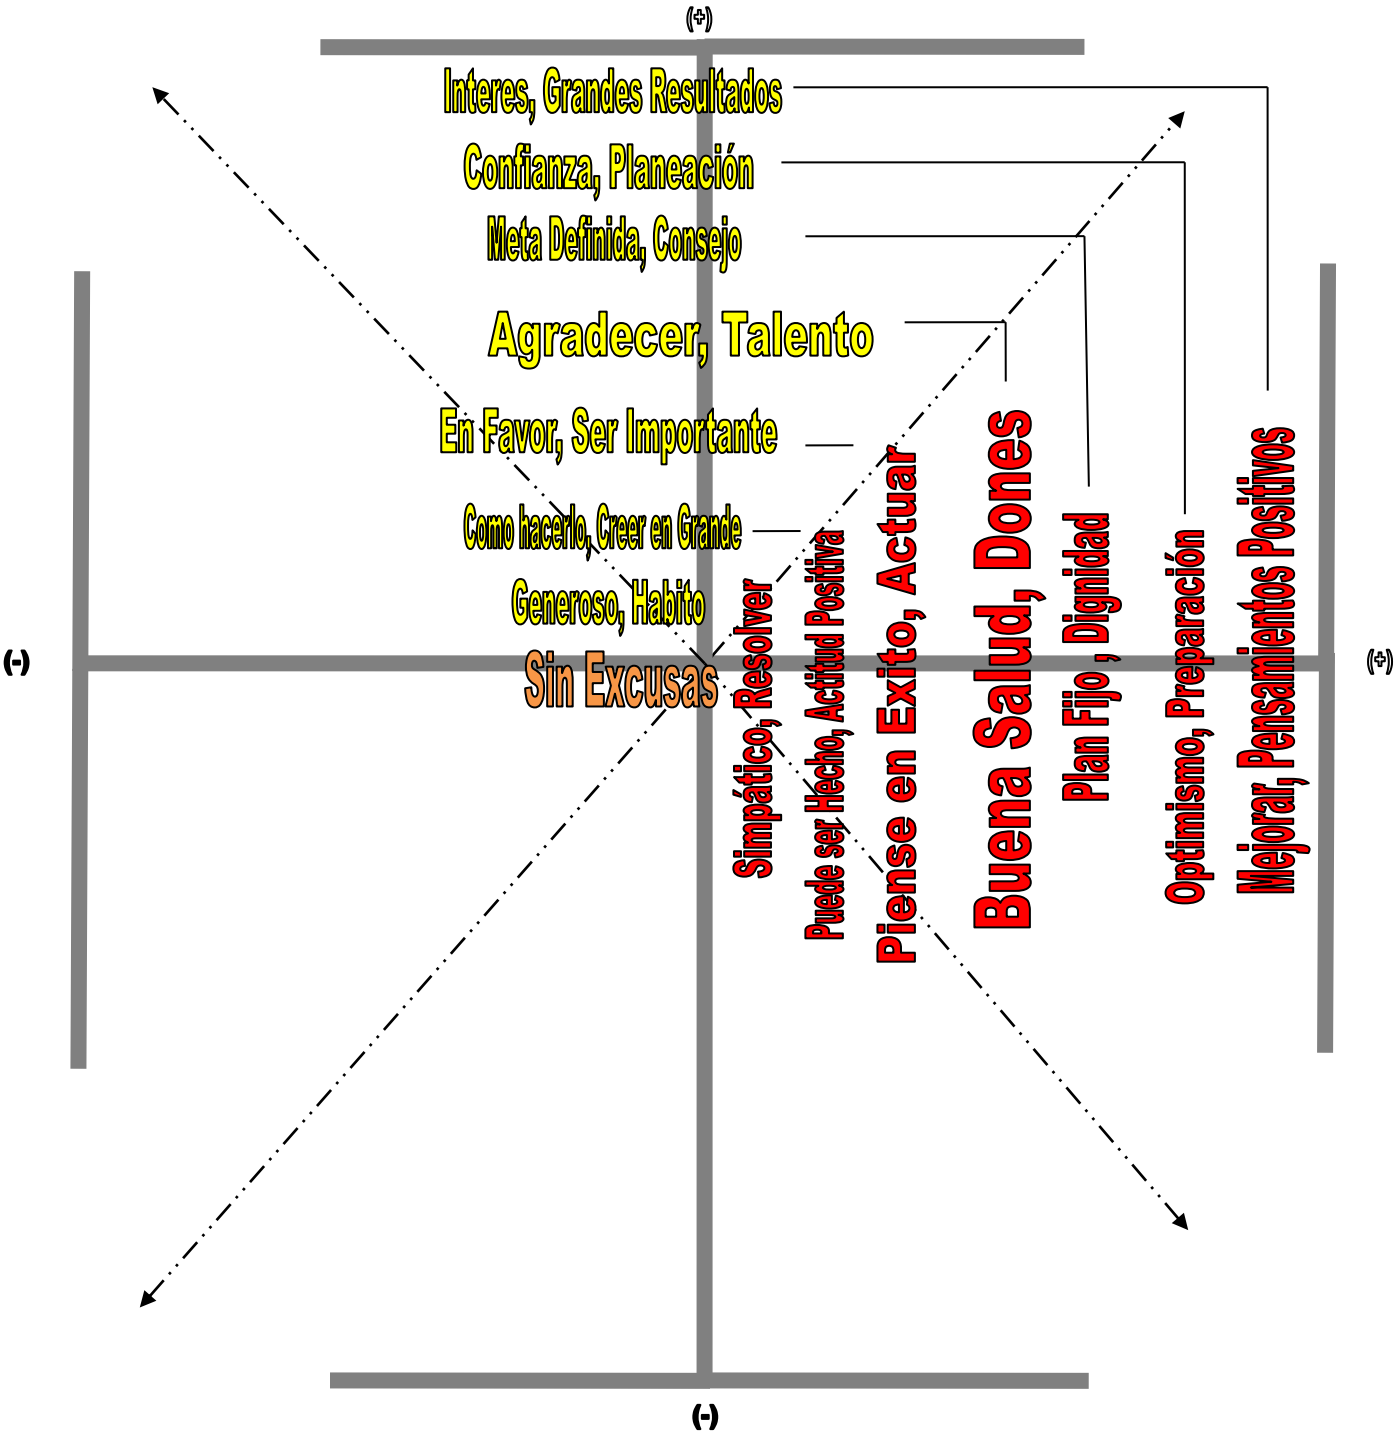 (+)
Interes, Grandes Resultados
Confianza, Planeación
Meta Definida, Consejo
Agradecer, Talento
En Favor, Ser Importante
Como hacerlo, Creer en Grande
Generoso, Habito
Sin Excusas
(-)
Simpático, Resolver
Puede ser Hecho, Actitud Positiva
Piense en Exito, Actuar
Buena Salud, Dones
Plan Fijo , Dignidad
Optimismo, Preparación
Mejorar, Pensamientos Positivos
(+)
(-)